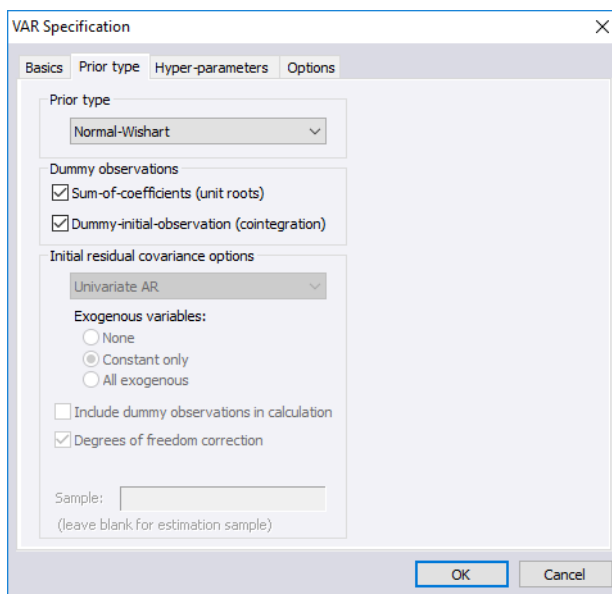 VAR Specification
Basics Prior type Hyper-parameters Options
Prior type
Normal-Wishart
Dummy observations
Sum-of-coefficients (unit roots)
Dummy-initial-observation (cointegration)
Initial residual covariance options
Univariate AR
Exogenous variables:
None
Constant only
All exogenous
Include dummy observations in calculation
Degrees of freedom correction
Sample:
(leave blank for estimation sample)
OK Cancel